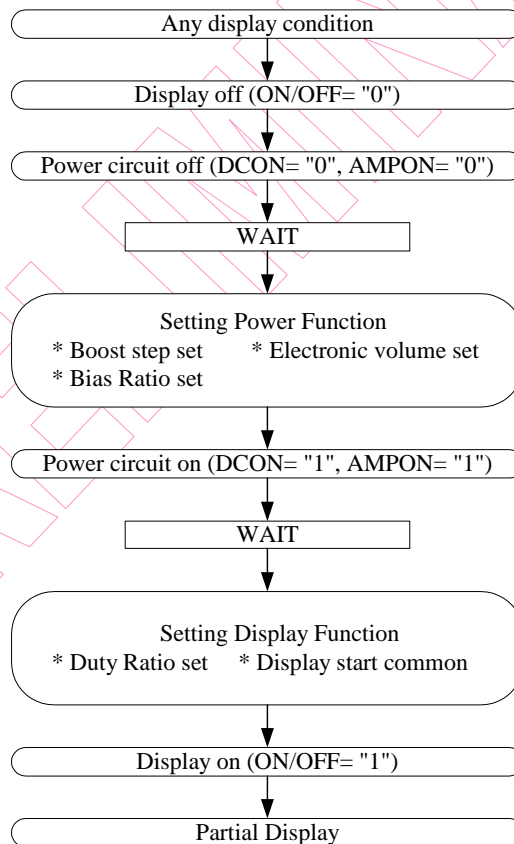 Any display condition
Display off (ON/OFF= "0")
Power circuit off (DCON= "0", AMPON= "0")
WAIT
Setting Power Function
* Boost step set * Electronic volume set
* Bias Ratio set
Power circuit on (DCON= "1", AMPON= "1")
WAIT
Setting Display Function
* Duty Ratio set * Display start common
Display on (ON/OFF= "1")
Partial Display